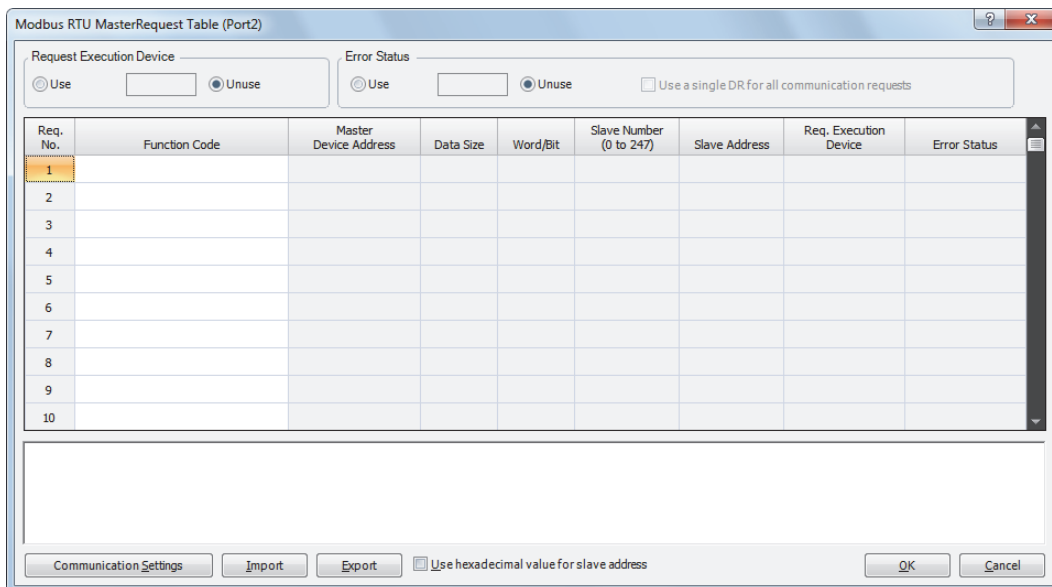 Modbus RTU MasterRequest Table (Port2)
Request Execution Device
Error Status
Use
Unuse
Use
Unuse
Use a single DR for all communication requests
Req. No.
Function Code
Master Device Address
Data Size
Word/Bit
Slave Number (0 to 247)
Slave Address
Req. Execution Device
Error Status
1
2
3
4
5
6
7
8
9
10
Communication Settings
Import
Export
Use hexadecimal value for slave address
OK
Cancel